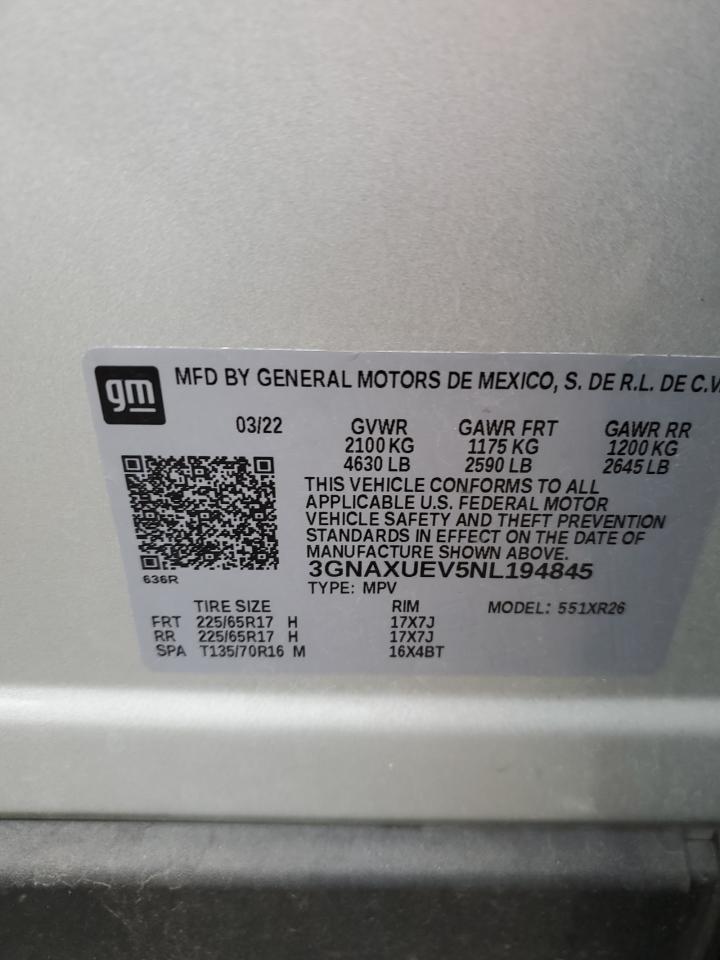 gm
MFD BY GENERAL MOTORS DE MEXICO, S. DE R.L. DE C.V.
03/22 GVWR GAWR FRT GAWR RR
2100 KG 1175 KG 1200 KG
4630 LB 2590 LB 2645 LB
THIS VEHICLE CONFORMS TO ALL
APPLICABLE U.S. FEDERAL MOTOR
VEHICLE SAFETY AND THEFT PREVENTION
STANDARDS IN EFFECT ON THE DATE OF
MANUFACTURE SHOWN ABOVE.
636R
3GNAXUEV5NL194845
TYPE: MPV
TIRE SIZE RIM MODEL: 551XR26
FRT 225/65R17 H 17X7J
RR 225/65R17 H 17X7J
SPA T135/70R16 M 16X4BT